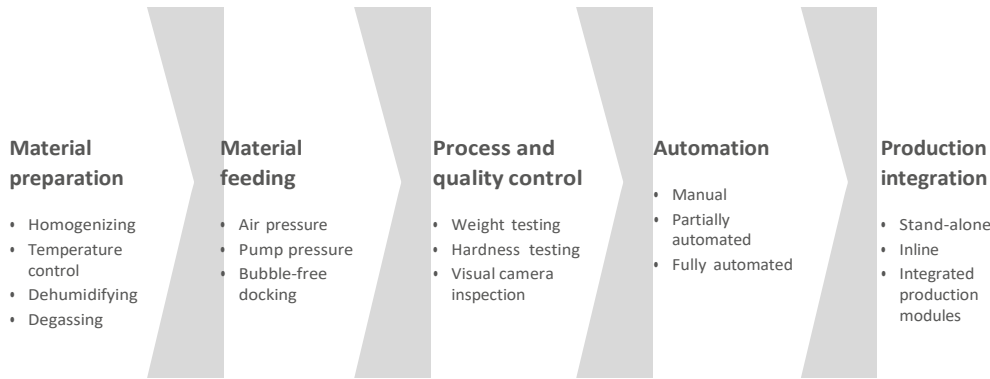 Material
preparation
• Homogenizing
• Temperature
control
• Dehumidifying
• Degassing
Material
feeding
• Air pressure
• Pump pressure
• Bubble-free
docking
Process and
quality control
• Weight testing
• Hardness testing
• Visual camera
inspection
Automation
• Manual
• Partially
automated
• Fully automated
Production
integration
• Stand-alone
• Inline
• Integrated
production
modules